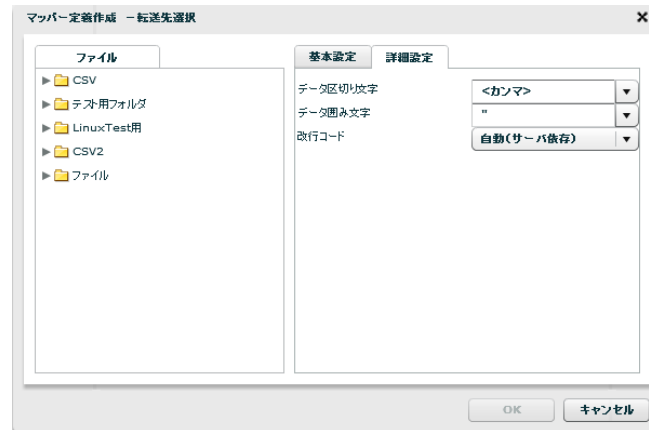 マッパー定義作成 －転送先選択
ファイル
CSV
テスト用フォルダ
LinuxTest用
CSV2
ファイル
基本設定 詳細設定
データ区切り文字 <カンマ>
データ囲み文字 "
改行コード 自動(サーバ依存)
OK キャンセル